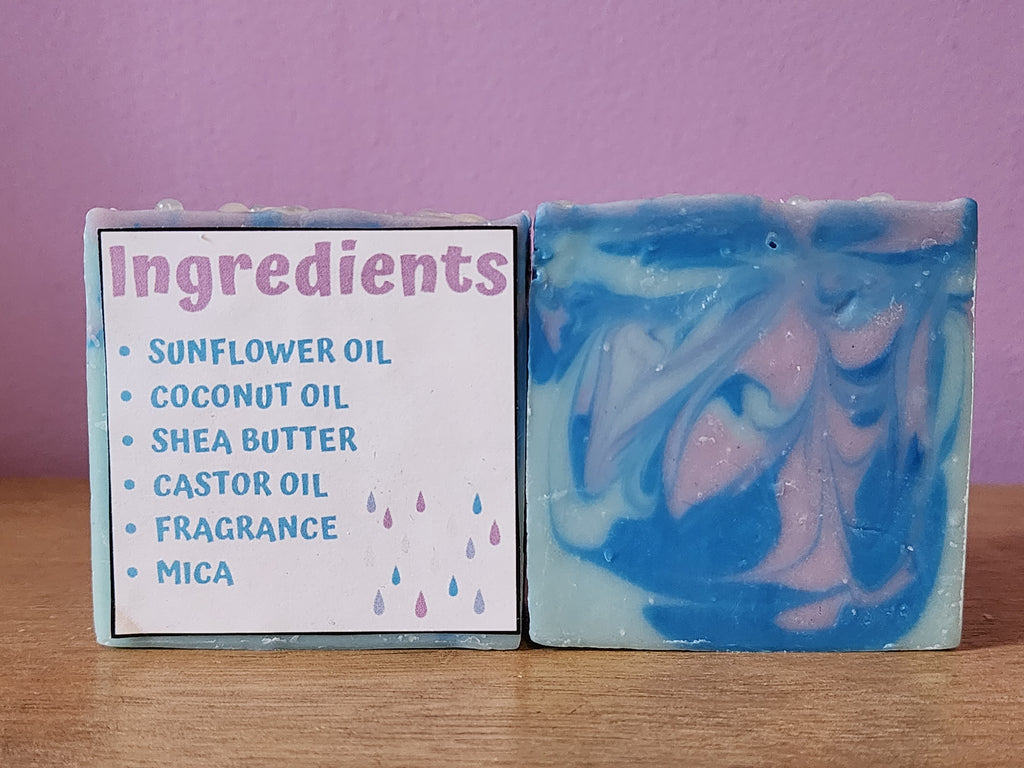 Ingredients
• SUNFLOWER OIL
• COCONUT OIL
• SHEA BUTTER
• CASTOR OIL
• FRAGRANCE
• MICA